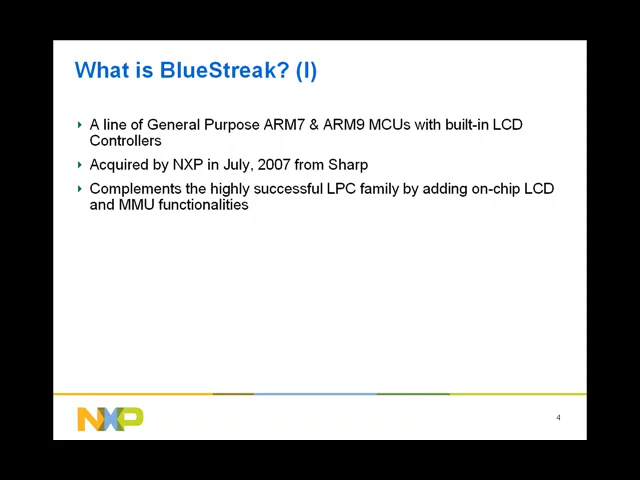 What is BlueStreak? (I)
A line of General Purpose ARM7 & ARM9 MCUs with built-in LCD
Controllers
Acquired by NXP in July, 2007 from Sharp
Complements the highly successful LPC family by adding on-chip LCD
and MMU functionalities
NXP
4